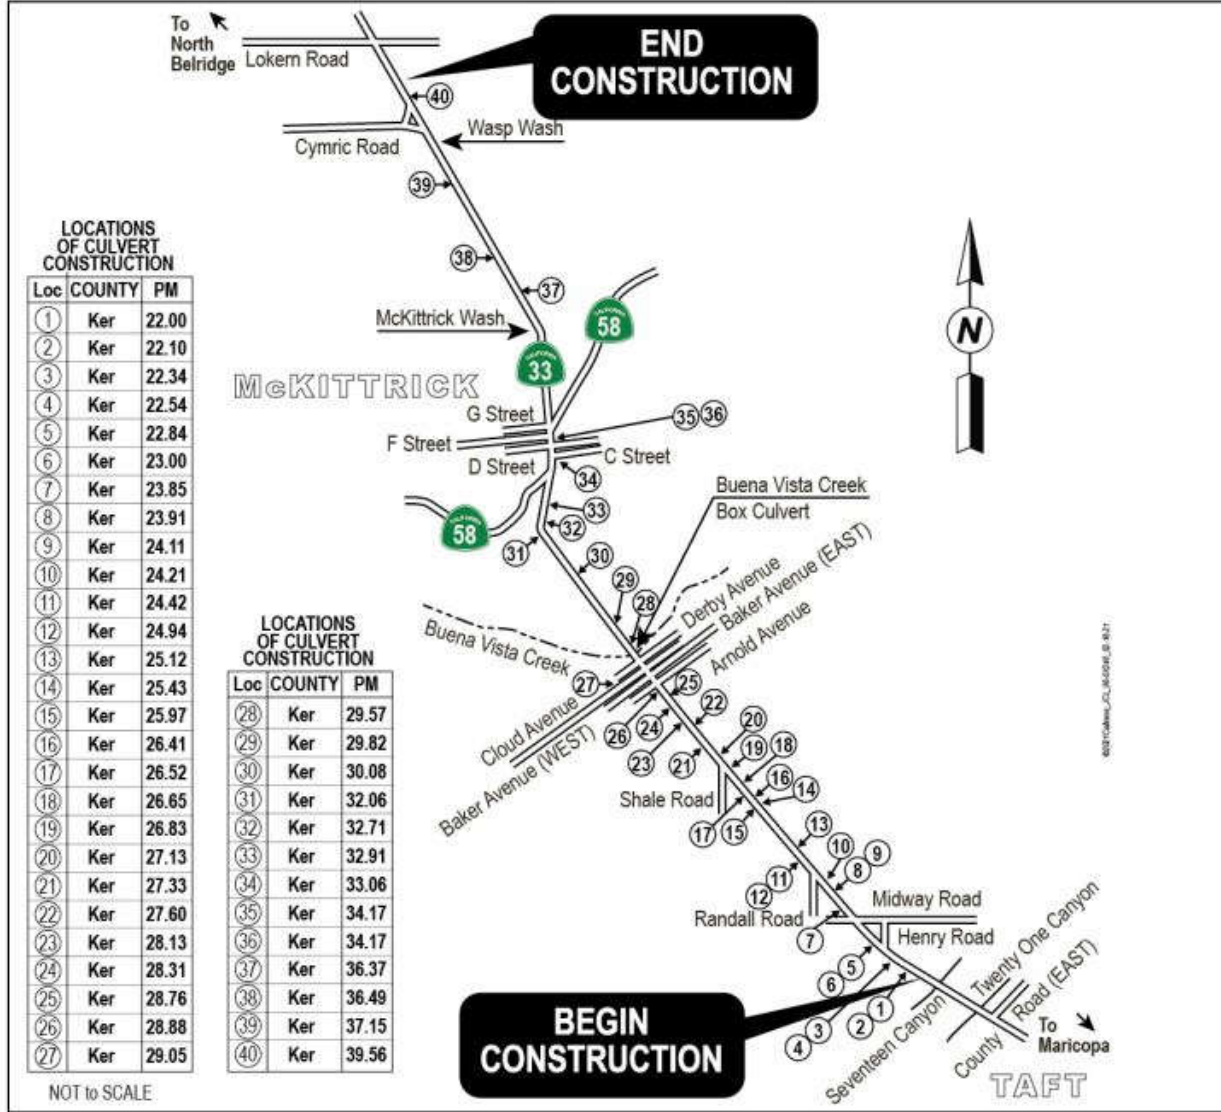 To
North
Belridge
Lokern Road
END
CONSTRUCTION
40
Wasp Wash
Cymric Road
39
38
37
McKittrick Wash
CALIFORNIA
58
CALIFORNIA
33
McKITTRICK
N
G Street
35 36
F Street
D Street
C Street
34
Buena Vista Creek
Box Culvert
33
32
31
CALIFORNIA
58
30
29
28
Derby Avenue
Baker Avenue (EAST)
Arnold Avenue
Buena Vista Creek
27
25
Cloud Avenue
Baker Avenue (WEST)
26
24
22
23
21
20
19
18
16
14
Shale Road
17
15
13
10
9
8
11
12
Randall Road
Midway Road
7
Henry Road
5
6
Twenty One Canyon
1
2
3
4
Seventeen Canyon
County Road (EAST)
To
Maricopa
TAFT
BEGIN
CONSTRUCTION
LOCATIONS
OF CULVERT
CONSTRUCTION
Loc COUNTY PM
1 Ker 22.00
2 Ker 22.10
3 Ker 22.34
4 Ker 22.54
5 Ker 22.84
6 Ker 23.00
7 Ker 23.85
8 Ker 23.91
9 Ker 24.11
10 Ker 24.21
11 Ker 24.42
12 Ker 24.94
13 Ker 25.12
14 Ker 25.43
15 Ker 25.97
16 Ker 26.41
17 Ker 26.52
18 Ker 26.65
19 Ker 26.83
20 Ker 27.13
21 Ker 27.33
22 Ker 27.60
23 Ker 28.13
24 Ker 28.31
25 Ker 28.76
26 Ker 28.88
27 Ker 29.05
NOT to SCALE
LOCATIONS
OF CULVERT
CONSTRUCTION
Loc COUNTY PM
28 Ker 29.57
29 Ker 29.82
30 Ker 30.08
31 Ker 32.06
32 Ker 32.71
33 Ker 32.91
34 Ker 33.06
35 Ker 34.17
36 Ker 34.17
37 Ker 36.37
38 Ker 36.49
39 Ker 37.15
40 Ker 39.56